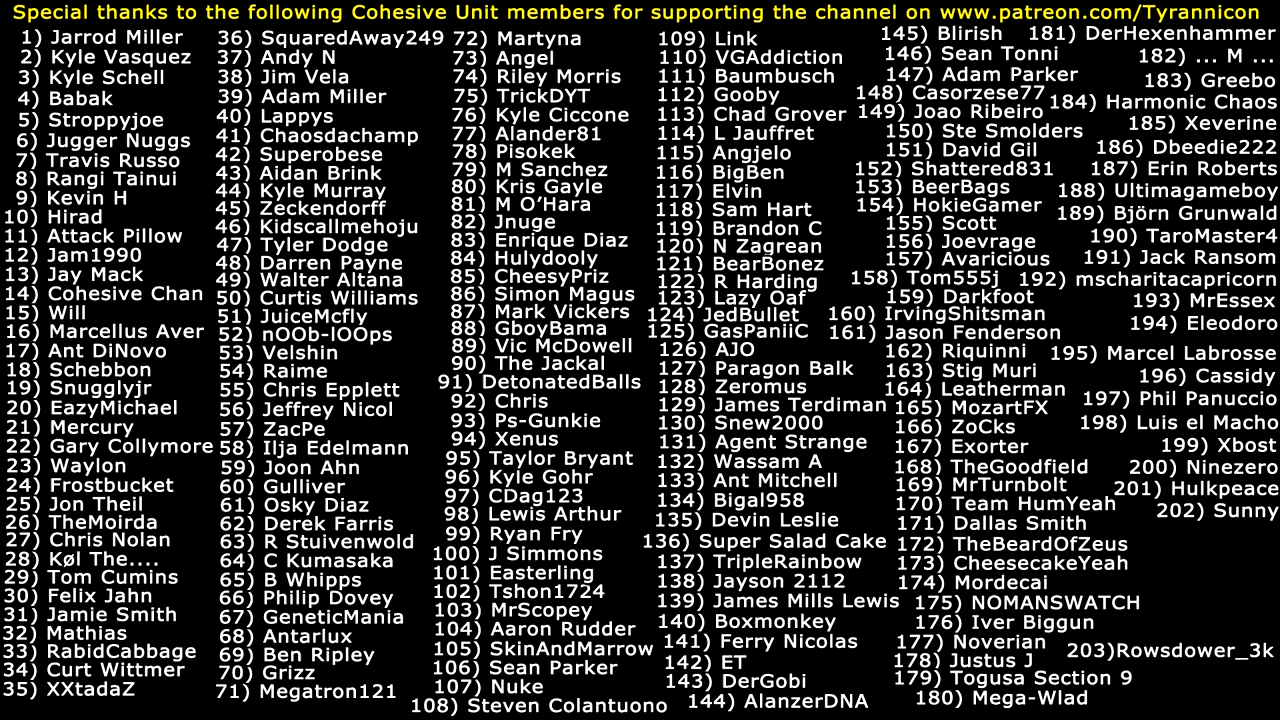 Special thanks to the following Cohesive Unit members for supporting the channel on www.patreon.com/Tyrannicon
1) Jarrod Miller
2) Kyle Vasquez
3) Kyle Schell
4) Babak
5) Stroppyjoe
6) Jugger Nuggs
7) Travis Russo
8) Rangi Tainui
9) Kevin H
10) Hirad
11) Attack Pillow
12) Jam1990
13) Jay Mack
14) Cohesive Chan
15) Will
16) Marcellus Aver
17) Ant DiNovo
18) Schebbon
19) Snugglyjr
20) EazyMichael
21) Mercury
22) Gary Collymore
23) Waylon
24) Frostbucket
25) Jon Theil
26) TheMoirda
27) Chris Nolan
28) Køl The....
29) Tom Cumins
30) Felix Jahn
31) Jamie Smith
32) Mathias
33) RabidCabbage
34) Curt Wittmer
35) XXtadaZ
36) SquaredAway249
37) Andy N
38) Jim Vela
39) Adam Miller
40) Lappys
41) Chaosdachamp
42) Superobese
43) Aidan Brink
44) Kyle Murray
45) Zeckendorff
46) Kidscallmehoju
47) Tyler Dodge
48) Darren Payne
49) Walter Altana
50) Curtis Williams
51) JuiceMcfly
52) nOOb-lOOps
53) Velshin
54) Raime
55) Chris Epplett
56) Jeffrey Nicol
57) ZacPe
58) Ilja Edelmann
59) Joon Ahn
60) Gulliver
61) Osky Diaz
62) Derek Farris
63) R Stuivenwold
64) C Kumasaka
65) B Whipps
66) Philip Dovey
67) GeneticMania
68) Antarlux
69) Ben Ripley
70) Grizz
71) Megatron121
72) Martyna
73) Angel
74) Riley Morris
75) TrickDYT
76) Kyle Ciccone
77) Alander81
78) Pisokek
79) M Sanchez
80) Kris Gayle
81) M O'Hara
82) Jnuge
83) Enrique Diaz
84) Hulydooly
85) CheesyPriz
86) Simon Magus
87) Mark Vickers
88) GboyBama
89) Vic McDowell
90) The Jackal
91) DetonatedBalls
92) Chris
93) Ps-Gunkie
94) Xenus
95) Taylor Bryant
96) Kyle Gohr
97) CDag123
98) Lewis Arthur
99) Ryan Fry
100) J Simmons
101) Easterling
102) Tshon1724
103) MrScopey
104) Aaron Rudder
105) SkinAndMarrow
106) Sean Parker
107) Nuke
108) Steven Colantuono
109) Link
110) VGAddiction
111) Baumbusch
112) Gooby
113) Chad Grover
114) L Jauffret
115) Angjelo
116) BigBen
117) Elvin
118) Sam Hart
119) Brandon C
120) N Zagrean
121) BearBonez
122) R Harding
123) Lazy Oaf
124) JedBullet
125) GasPaniiC
126) AJO
127) Paragon Balk
128) Zeromus
129) James Terdiman
130) Snew2000
131) Agent Strange
132) Wassam A
133) Ant Mitchell
134) Bigal958
135) Devin Leslie
136) Super Salad Cake
137) TripleRainbow
138) Jayson 2112
139) James Mills Lewis
140) Boxmonkey
141) Ferry Nicolas
142) ET
143) DerGobi
144) AlanzerDNA
145) Blirish
146) Sean Tonni
147) Adam Parker
148) Casorzese77
149) Joao Ribeiro
150) Ste Smolders
151) David Gil
152) Shattered831
153) BeerBags
154) HokieGamer
155) Scott
156) Joevrage
157) Avaricious
158) Tom555j
159) Darkfoot
160) IrvingShitsman
161) Jason Fenderson
162) Riquinni
163) Stig Muri
164) Leatherman
165) MozartFX
166) ZoCks
167) Exorter
168) TheGoodfield
169) MrTurnbolt
170) Team HumYeah
171) Dallas Smith
172) TheBeardOfZeus
173) CheesecakeYeah
174) Mordecai
175) NOMANSWATCH
176) Iver Biggun
177) Noverian
178) Justus J
179) Togusa Section 9
180) Mega-Wlad
181) DerHexenhammer
182) ... M ...
183) Greebo
184) Harmonic Chaos
185) Xeverine
186) Dbeedie222
187) Erin Roberts
188) Ultimagameboy
189) Björn Grunwald
190) TaroMaster4
191) Jack Ransom
192) mscharitacapricorn
193) MrEssex
194) Eleodoro
195) Marcel Labrosse
196) Cassidy
197) Phil Panuccio
198) Luis el Macho
199) Xbost
200) Ninezero
201) Hulkpeace
202) Sunny
203)Rowsdower_3k